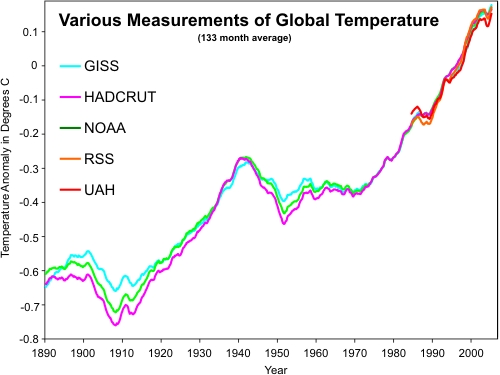 Various Measurements of Global Temperature
(133 month average)
GISS
HADCRUT
NOAA
RSS
UAH
Temperature Anomaly in Degrees C
0.1
0
-0.1
-0.2
-0.3
-0.4
-0.5
-0.6
-0.7
-0.8
1890 1900 1910 1920 1930 1940 1950 1960 1970 1980 1990 2000
Year